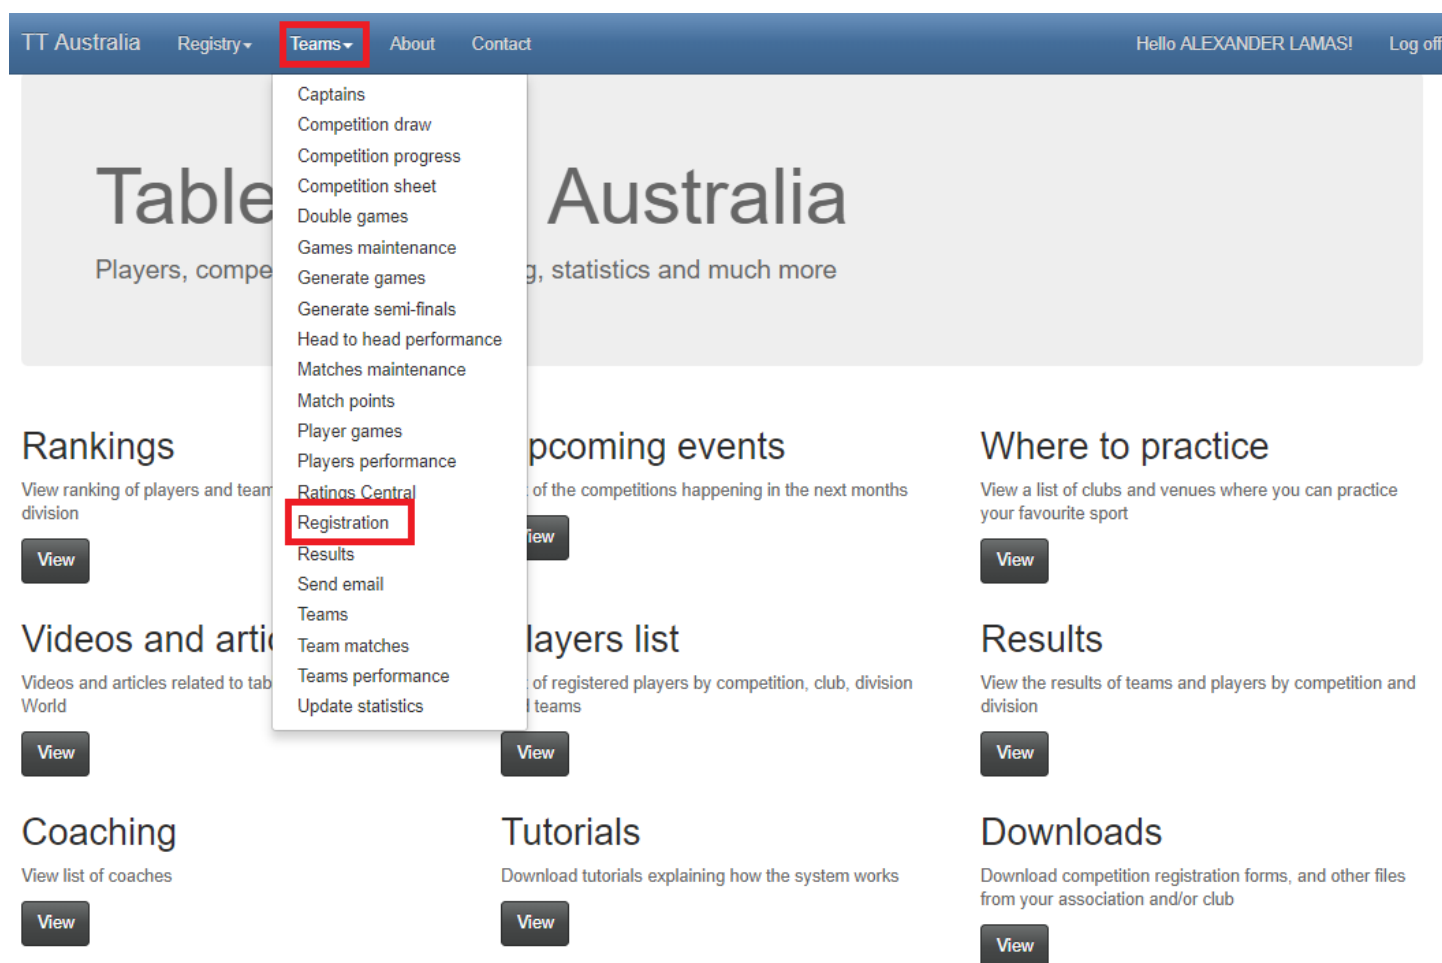 TT Australia Registry Teams About Contact Hello ALEXANDER LAMAS! Log off
Captains
Competition draw
Competition progress
Competition sheet
Double games
Games maintenance
Generate games
Generate semi-finals
Head to head performance
Matches maintenance
Match points
Player games
Players performance
Ratings Central
Registration
Results
Send email
Teams
Team matches
Teams performance
Update statistics
Table Australia
Players, compe g, statistics and much more
Rankings
View ranking of players and team
division
View
pcoming events
of the competitions happening in the next months
iew
Where to practice
View a list of clubs and venues where you can practice
your favourite sport
View
Videos and artic
Videos and articles related to tab
World
View
layers list
of registered players by competition, club, division
teams
View
Results
View the results of teams and players by competition and
division
View
Coaching
View list of coaches
View
Tutorials
Download tutorials explaining how the system works
View
Downloads
Download competition registration forms, and other files
from your association and/or club
View